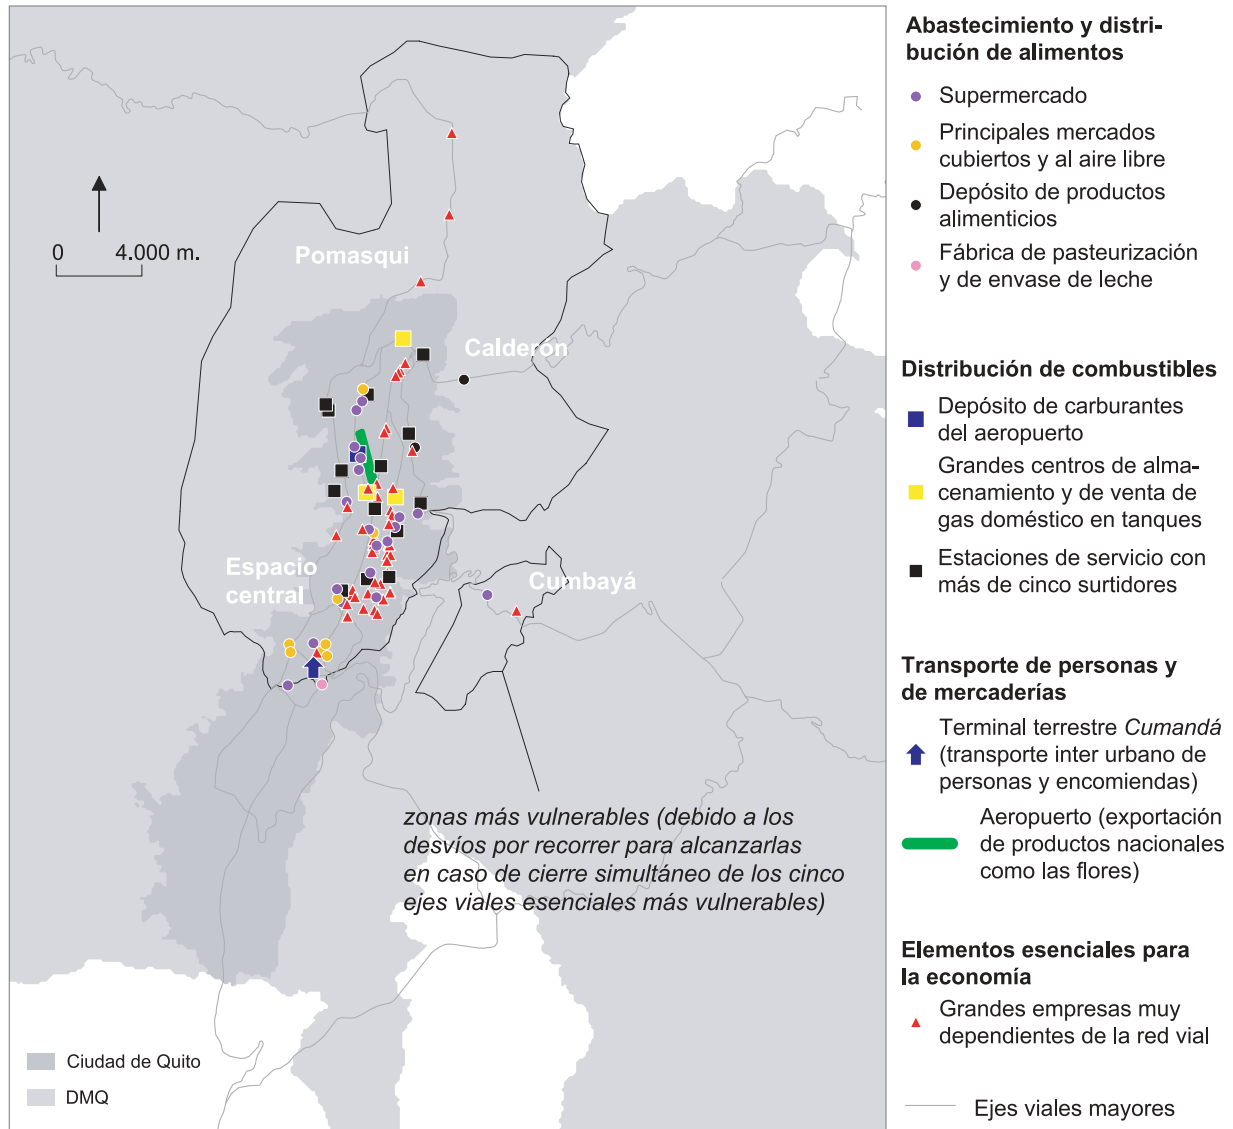 0 4.000 m.
Pomasqui
Calderón
Espacio
central
Cumbayá
zonas más vulnerables (debido a los
desvíos por recorrer para alcanzarlas
en caso de cierre simultáneo de los cinco
ejes viales esenciales más vulnerables)
Ciudad de Quito
DMQ
Abastecimiento y distri-
bución de alimentos
Supermercado
Principales mercados
cubiertos y al aire libre
Depósito de productos
alimenticios
Fábrica de pasteurización
y de envase de leche
Distribución de combustibles
Depósito de carburantes
del aeropuerto
Grandes centros de alma-
cenamiento y de venta de
gas doméstico en tanques
Estaciones de servicio con
más de cinco surtidores
Transporte de personas y
de mercaderías
Terminal terrestre Cumandá
(transporte inter urbano de
personas y encomiendas)
Aeropuerto (exportación
de productos nacionales
como las flores)
Elementos esenciales para
la economía
Grandes empresas muy
dependientes de la red vial
Ejes viales mayores